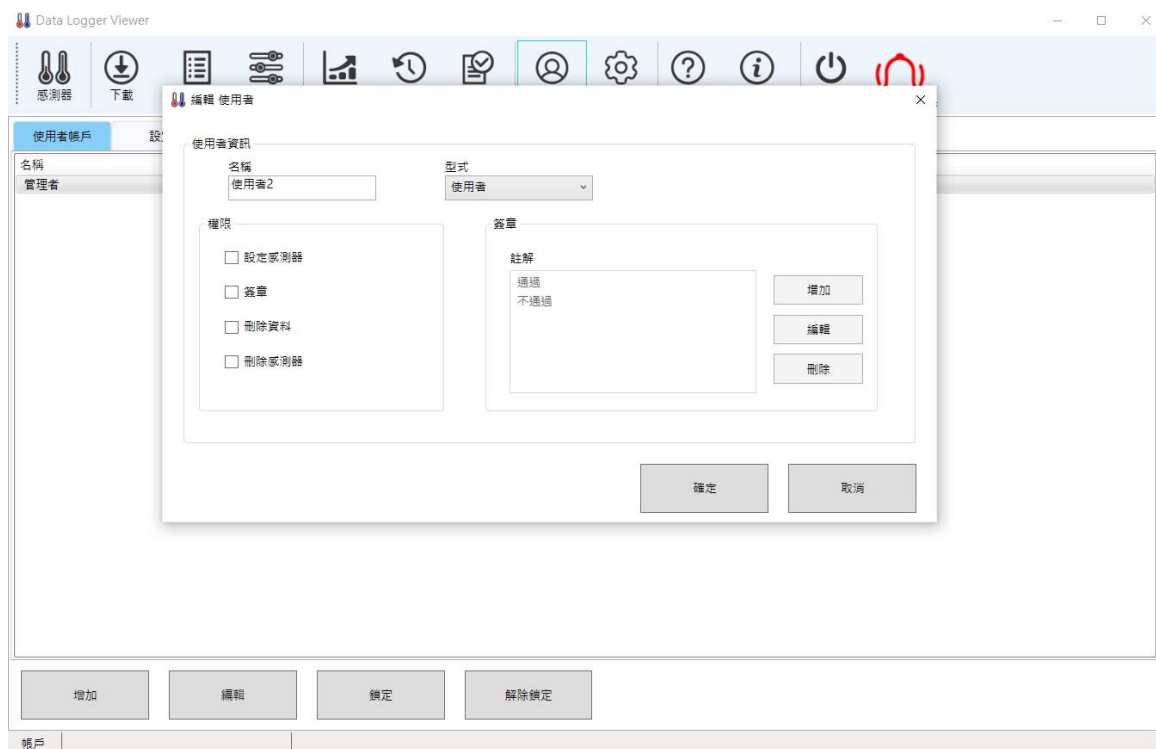 Data Logger Viewer
感測器
下載
編輯 使用者
使用者帳戶
使用者資訊
名稱
名稱
型式
管理者
使用者2
使用者
權限
簽章
設定感測器
註解
簽章
通過
不通過
增加
刪除資料
編輯
刪除感測器
刪除
確定
取消
增加
編輯
鎖定
解除鎖定
帳戶